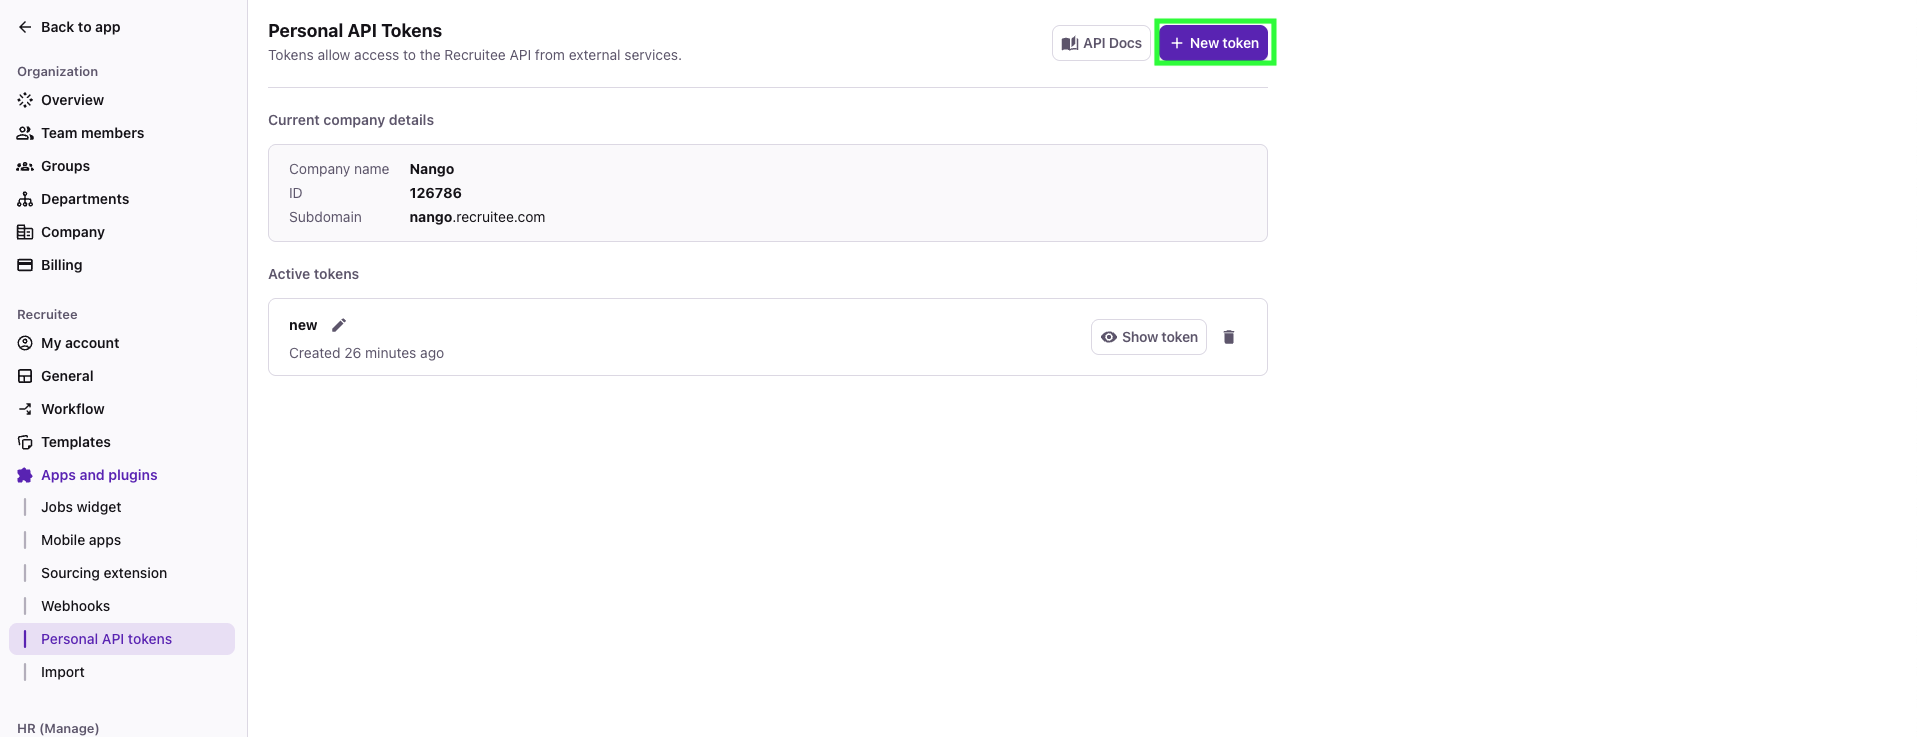 Back to app
Organization
Overview
Team members
Groups
Departments
Company
Billing
Recruitee
My account
General
Workflow
Templates
Apps and plugins
Jobs widget
Mobile apps
Sourcing extension
Webhooks
Personal API tokens
Import
HR (Manage)
Personal API Tokens
Tokens allow access to the Recruitee API from external services.
API Docs
New token
Current company details
Company name Nango
ID 126786
Subdomain nango.recruitee.com
Active tokens
new
Created 26 minutes ago
Show token